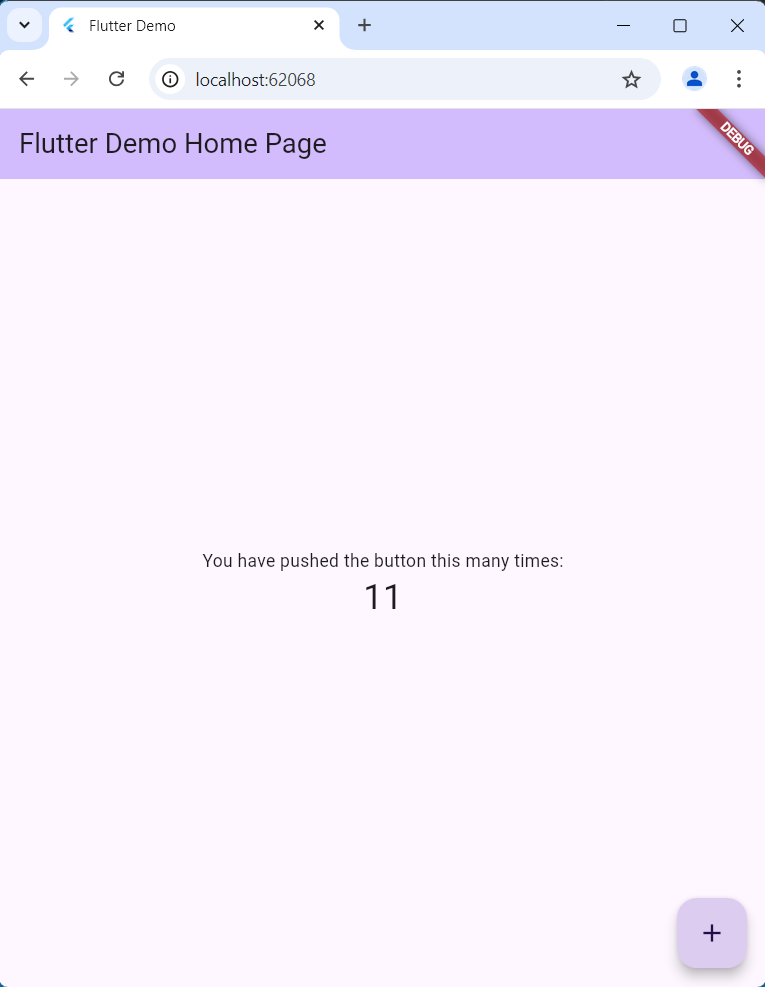 Flutter Demo
localhost:62068
Flutter Demo Home Page
DEBUG
You have pushed the button this many times:
11